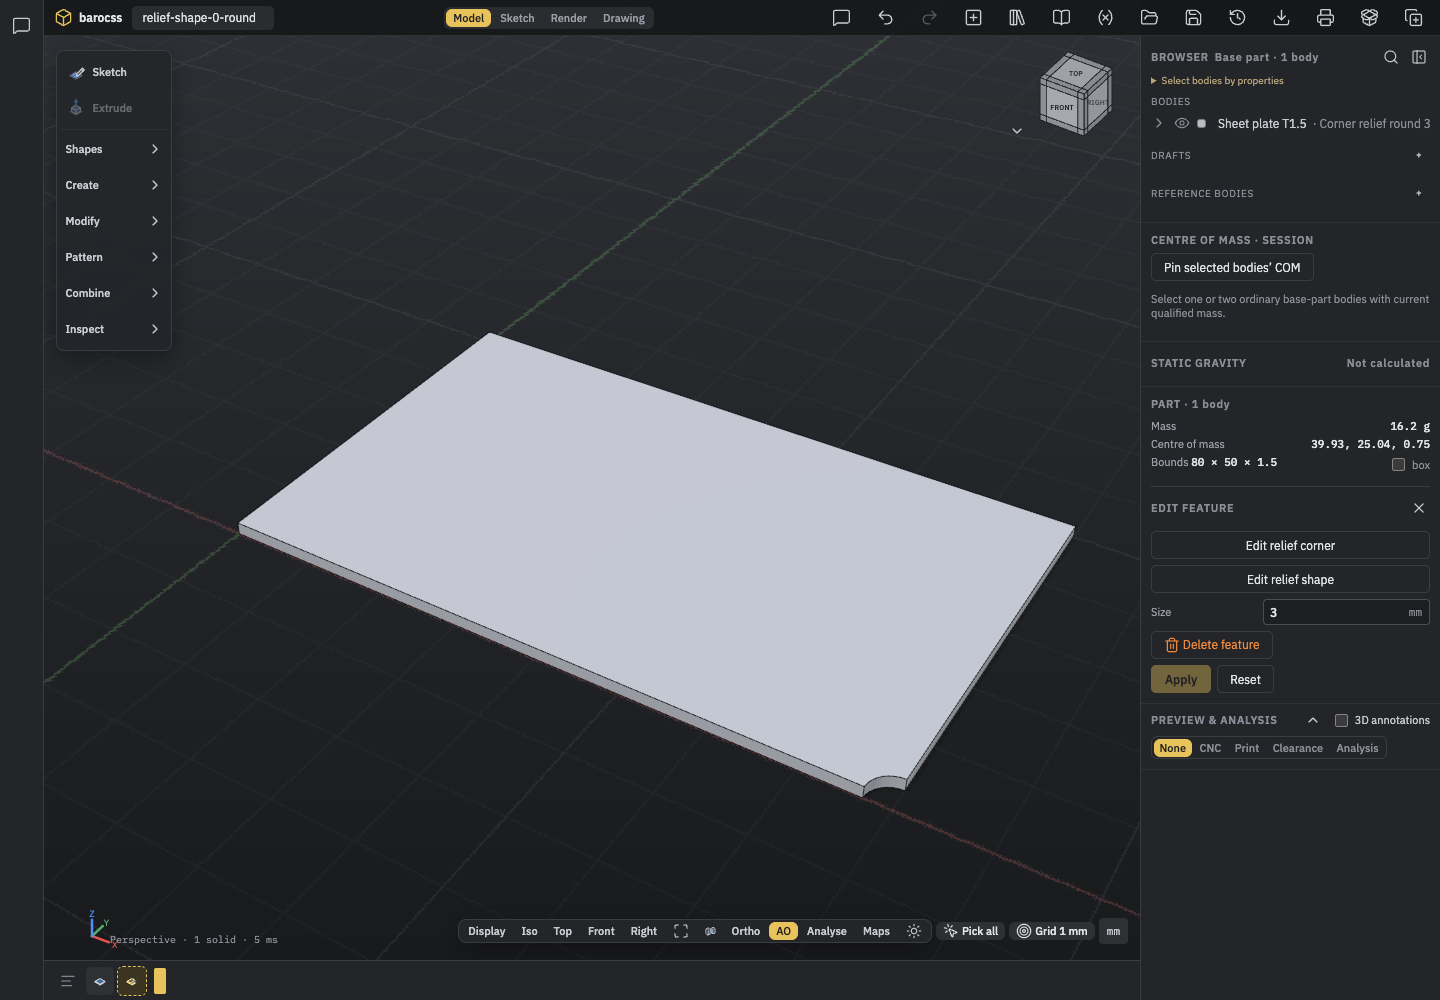 barocss
relief-shape-0-round
Model Sketch Render Drawing
Sketch
Extrude
Shapes
Create
Modify
Pattern
Combine
Inspect
TOP
FRONT
RIGHT
BROWSER Base part · 1 body
Select bodies by properties
BODIES
Sheet plate T1.5 · Corner relief round 3
DRAFTS
REFERENCE BODIES
CENTRE OF MASS · SESSION
Pin selected bodies’ COM
Select one or two ordinary base-part bodies with current
qualified mass.
STATIC GRAVITY Not calculated
PART · 1 body
Mass 16.2 g
Centre of mass 39.93, 25.04, 0.75
Bounds 80 × 50 × 1.5 box
EDIT FEATURE
Edit relief corner
Edit relief shape
Size 3 mm
Delete feature
Apply Reset
PREVIEW & ANALYSIS 3D annotations
None CNC Print Clearance Analysis
Z
Y
X
Perspective · 1 solid · 5 ms
Display Iso Top Front Right Ortho AO Analyse Maps Pick all Grid 1 mm mm